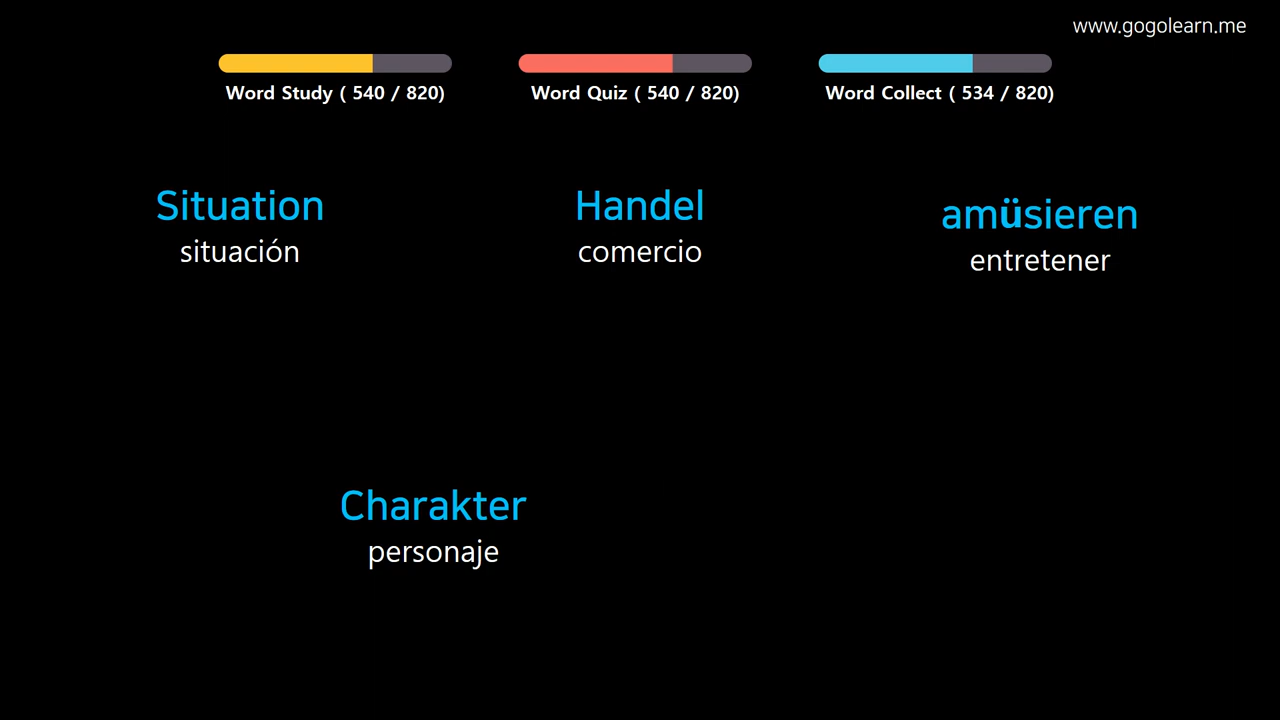 www.gogolearn.me
Word Study ( 540 / 820)
Word Quiz ( 540 / 820)
Word Collect ( 534 / 820)
Situation
situación
Handel
comercio
amüsieren
entretener
Charakter
personaje